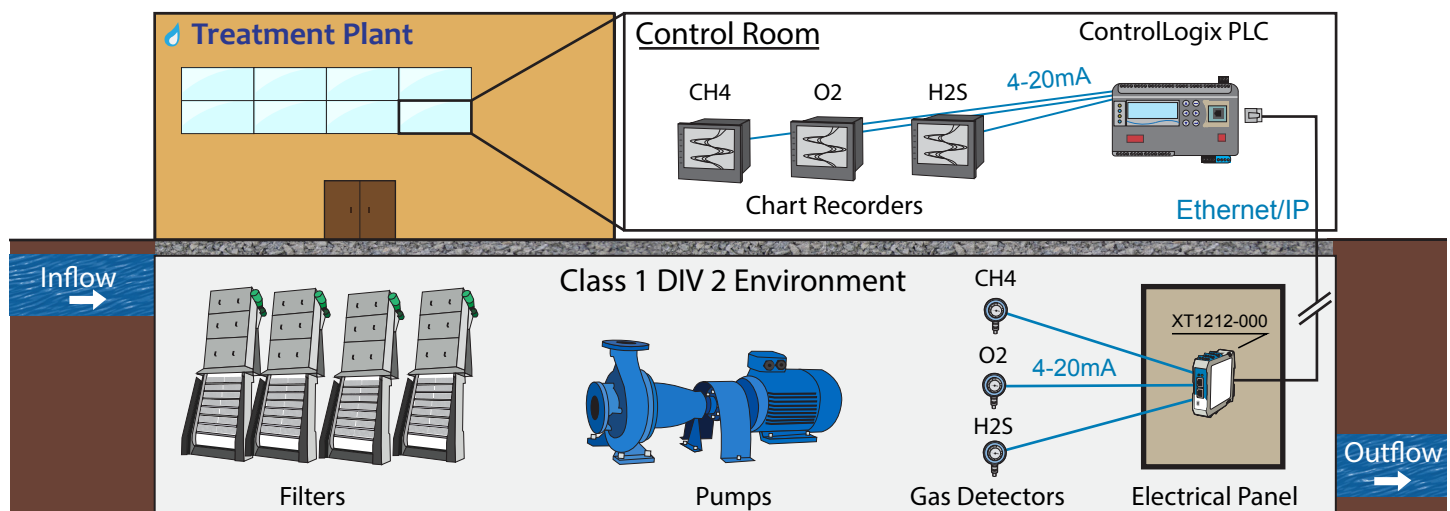 Treatment Plant
Control Room
ControlLogix PLC
4-20mA
CH4
O2
H2S
Chart Recorders
Ethernet/IP
Inflow
Class 1 DIV 2 Environment
CH4
XT1212-000
O2
4-20mA
H2S
Outflow
Filters
Pumps
Gas Detectors
Electrical Panel